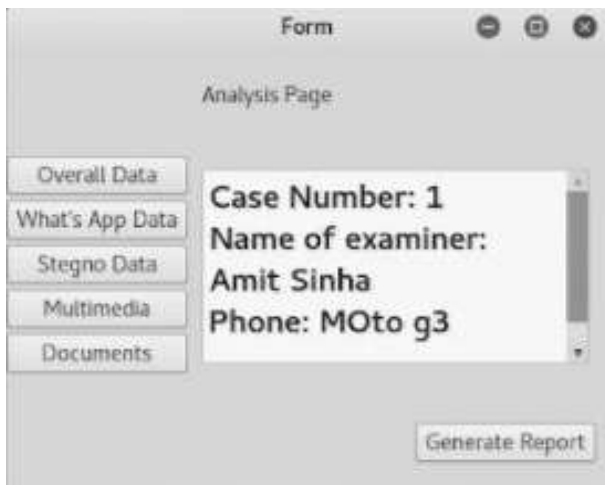 Form
Analysis Page
Overall Data
What's App Data
Stegno Data
Multimedia
Documents
Case Number: 1
Name of examiner:
Amit Sinha
Phone: MOto g3
Generate Report